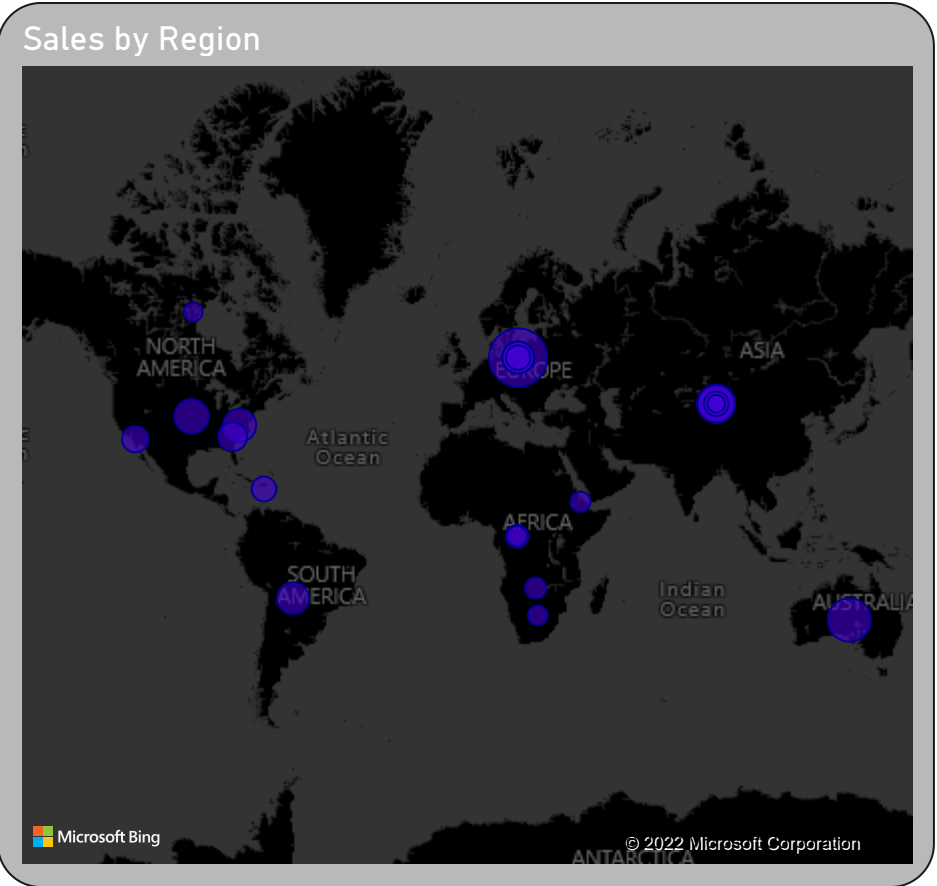 Sales by Region
NORTH
AMERICA
ASIA
EUROPE
Atlantic
Ocean
AFRICA
SOUTH
AMERICA
Indian
Ocean
AUSTRALIA
Microsoft Bing
© 2022 Microsoft Corporation
ANTARCTICA